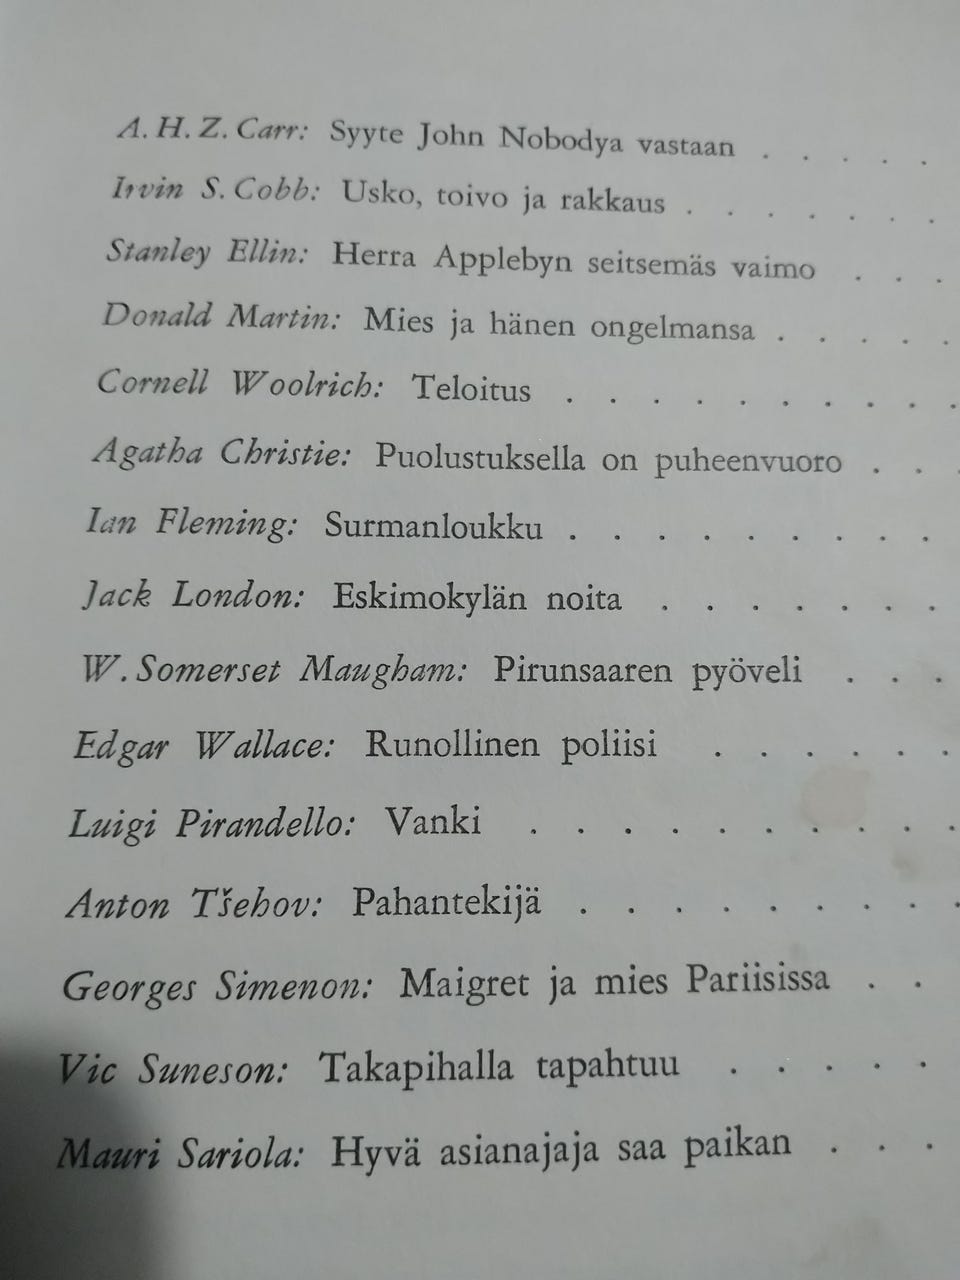 A. H. Z. Carr: Syyte John Nobodya vastaan . . . . .
Irvin S. Cobb: Usko, toivo ja rakkaus . . . . . . .
Stanley Ellin: Herra Applebyn seitsemäs vaimo . . .
Donald Martin: Mies ja hänen ongelmansa . . . . .
Cornell Woolrich: Teloitus . . . . . . . . . .
Agatha Christie: Puolustuksella on puheenvuoro . . .
Ian Fleming: Surmanloukku . . . . . . . . .
Jack London: Eskimokylän noita . . . . . . .
W. Somerset Maugham: Pirunsaaren pyöveli . . .
Edgar Wallace: Runollinen poliisi . . . . . .
Luigi Pirandello: Vanki . . . . . . . . . .
Anton Tšehov: Pahantekijä . . . . . . . . .
Georges Simenon: Maigret ja mies Pariisissa . .
Vic Suneson: Takapihalla tapahtuu . . . . .
Mauri Sariola: Hyvä asianajaja saa paikan . . .